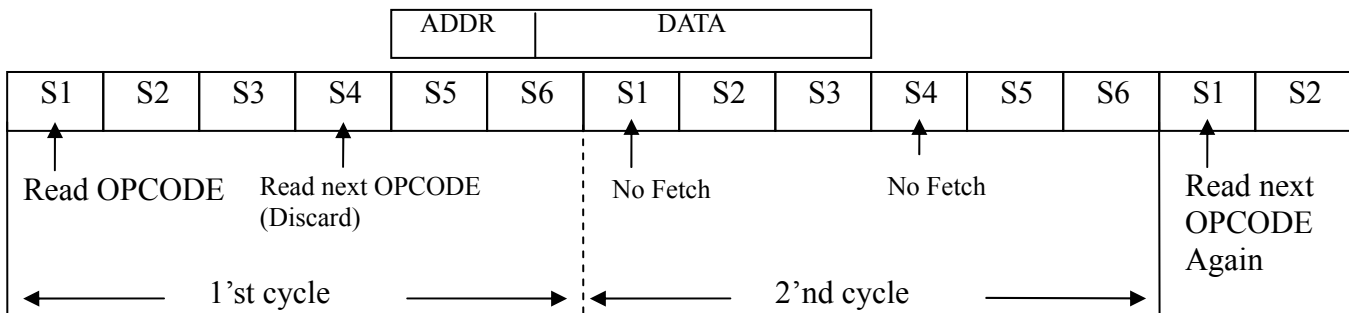 ADDR DATA
S1 S2 S3 S4 S5 S6 S1 S2 S3 S4 S5 S6 S1 S2
Read OPCODE
Read next OPCODE
(Discard)
No Fetch
No Fetch
Read next
OPCODE
Again
1’st cycle
2’nd cycle